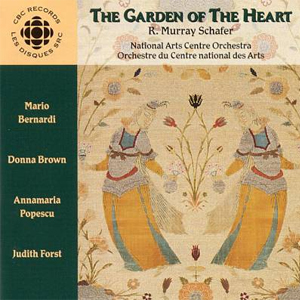 CBC RECORDS
LES DISQUES SRC
THE GARDEN OF THE HEART
R. Murray Schafer
National Arts Centre Orchestra
Orchestre du Centre national des Arts
Mario
Bernardi
Donna Brown
Annamaria
Popescu
Judith Forst